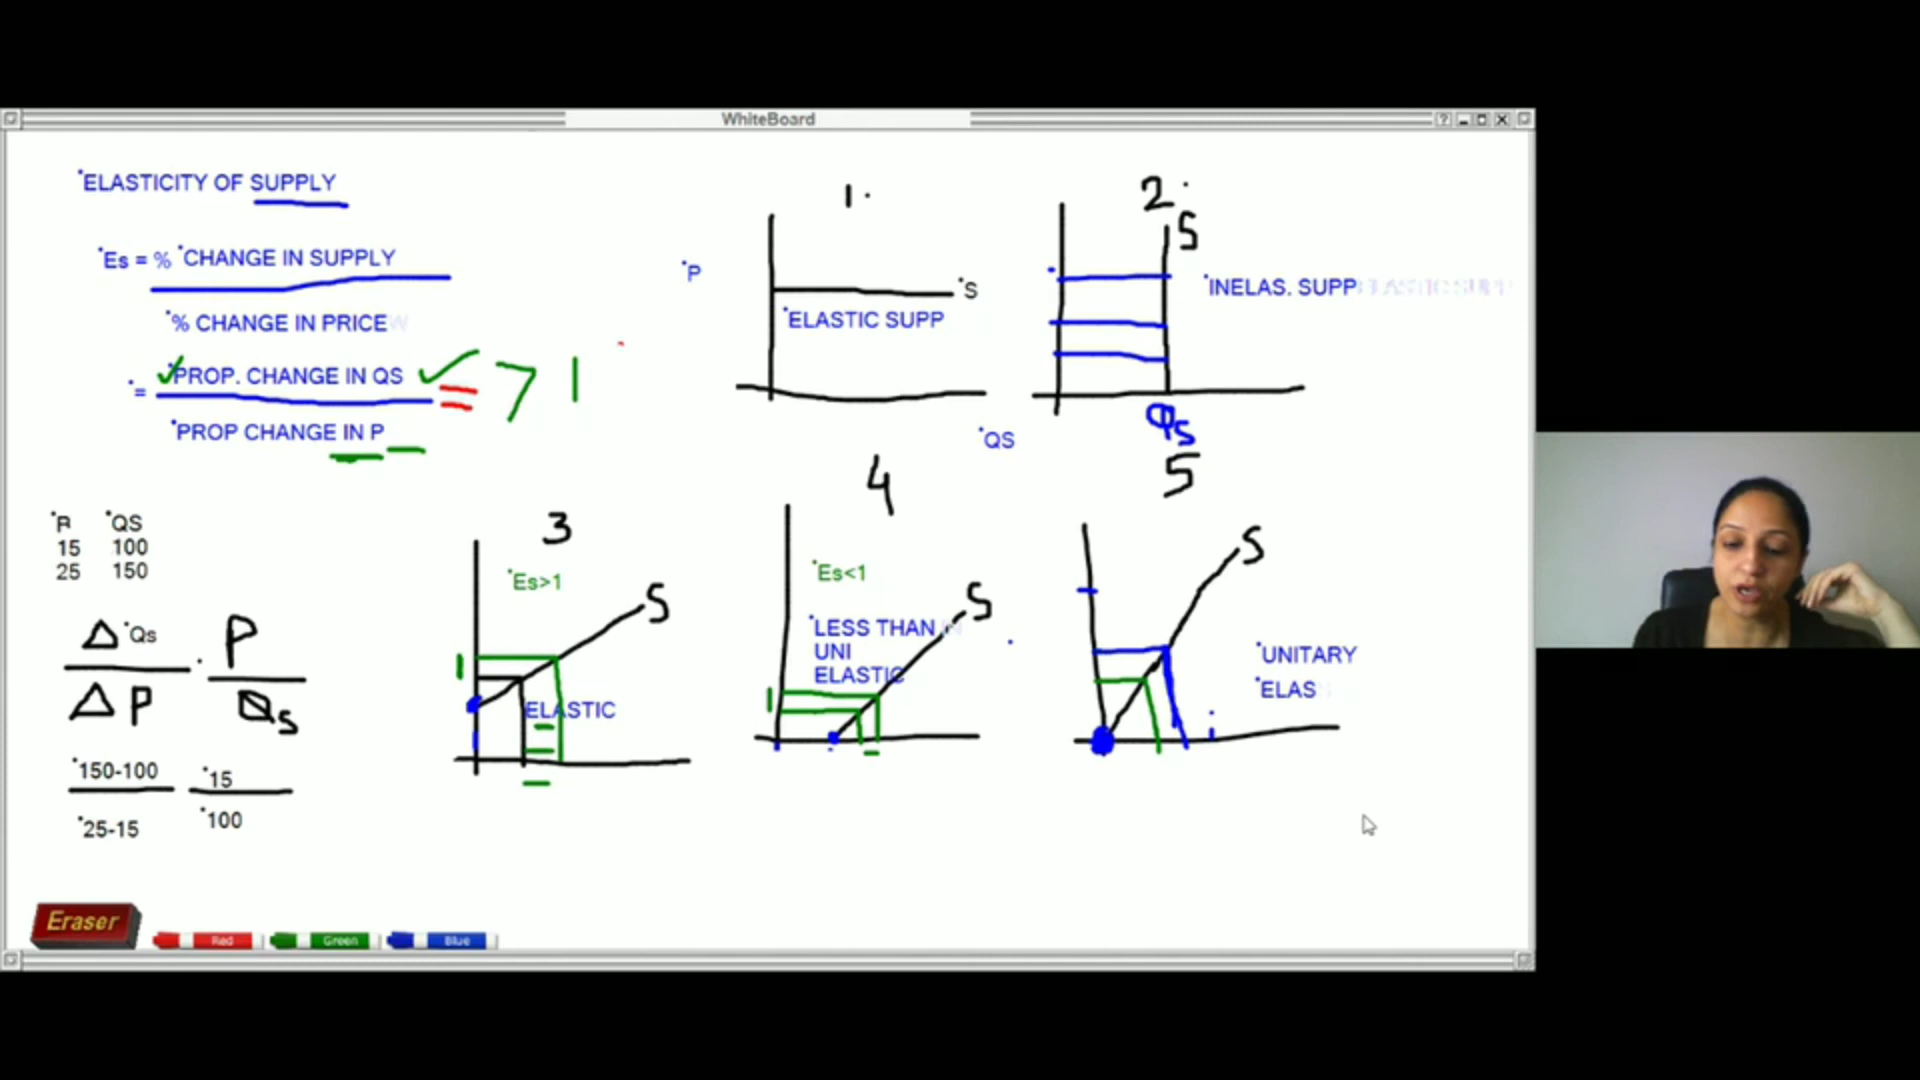 WhiteBoard
ELASTICITY OF SUPPLY
Es = % CHANGE IN SUPPLY
% CHANGE IN PRICE
= PROP. CHANGE IN QS > 1
PROP CHANGE IN P
P QS
15 100
25 150
Δ Qs . P
Δ P Qs
150-100 15
25-15 100
1.
P
S
ELASTIC SUPP
QS
2.
S
INELAS. SUPP
Qs
3
Es>1
S
ELASTIC
4
Es<1
S
LESS THAN
UNI
ELASTIC
5
S
UNITARY
ELAS
Eraser
Red Green Blue